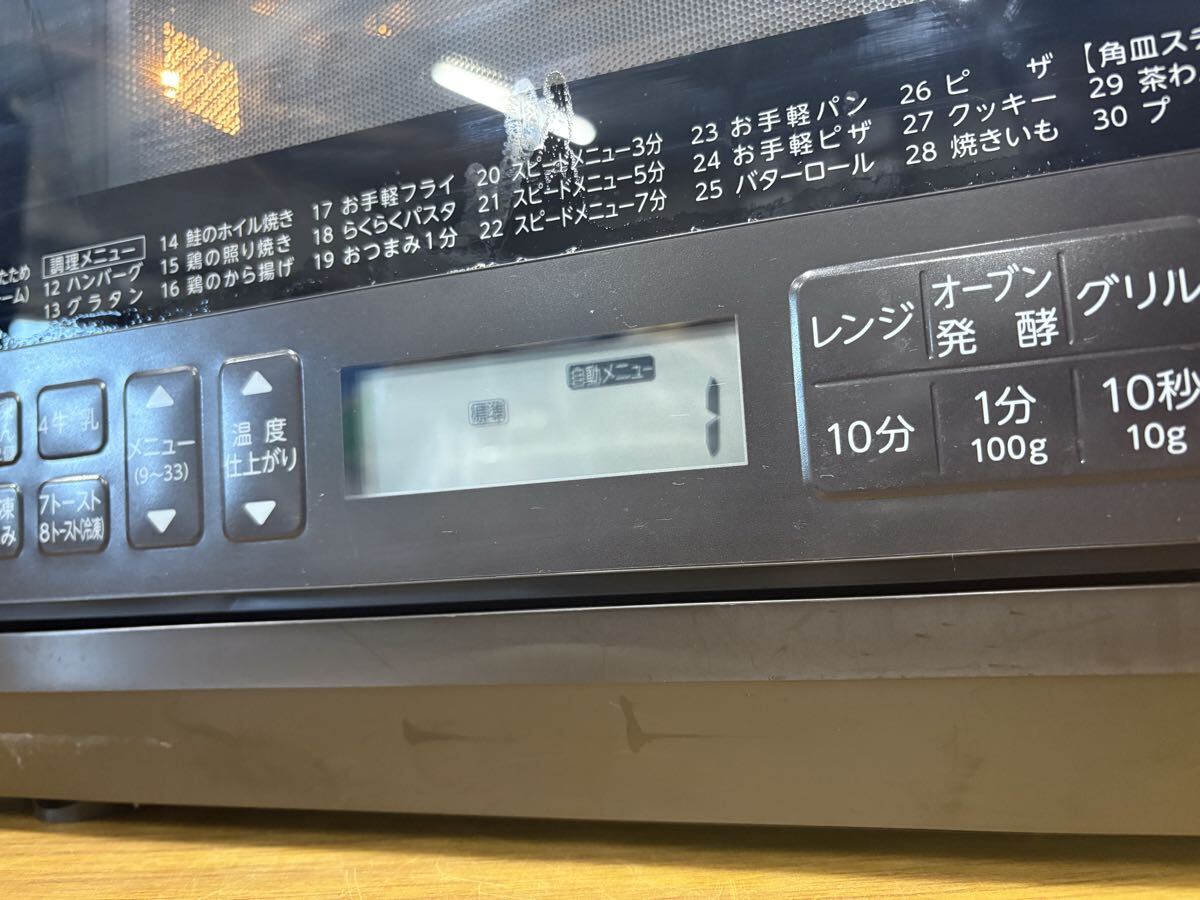 たため
ーム)
調理メニュー
12 ハンバーグ
13 グラタン
14 鮭のホイル焼き
15 鶏の照り焼き
16 鶏のから揚げ
17 お手軽フライ
18 らくらくパスタ
19 おつまみ1分
20 スピードメニュー3分
21 スピードメニュー5分
22 スピードメニュー7分
23 お手軽パン
24 お手軽ピザ
25 バターロール
26 ピザ
27 クッキー
28 焼きいも
【角皿スチ
29 茶わ
30 プ
4牛乳
凍
み
7トースト
8トースト(冷凍)
メニュー
(9〜33)
温度
仕上がり
自動メニュー
標準
1
レンジ
オーブン
発酵
グリル
10分
1分
100g
10秒
10g